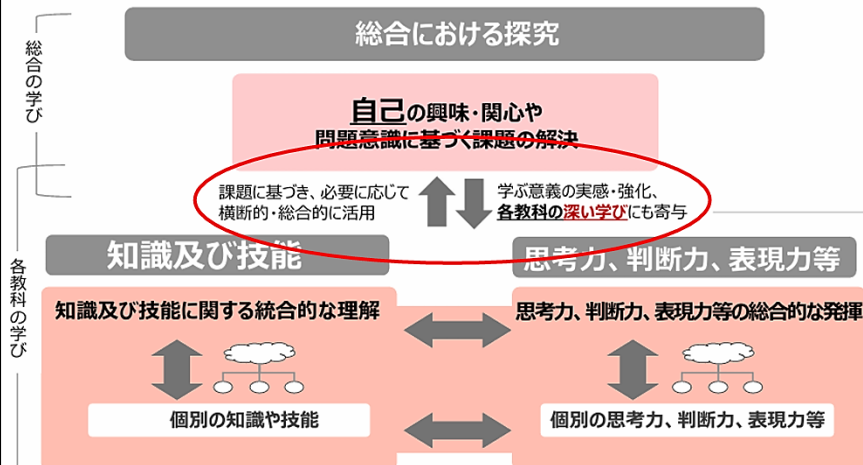 総合における探究
総合の学び
自己の興味・関心や
問題意識に基づく課題の解決
課題に基づき、必要に応じて
横断的・総合的に活用
学ぶ意義の実感・強化、
各教科の深い学びにも寄与
各教科の学び
知識及び技能
思考力、判断力、表現力等
知識及び技能に関する統合的な理解
思考力、判断力、表現力等の総合的な発揮
個別の知識や技能
個別の思考力、判断力、表現力等